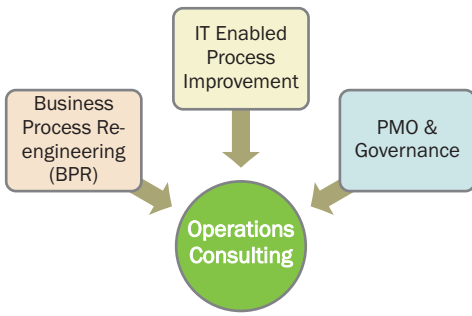 IT Enabled
Process
Improvement
Business
Process Re-
engineering
(BPR)
PMO &
Governance
Operations
Consulting